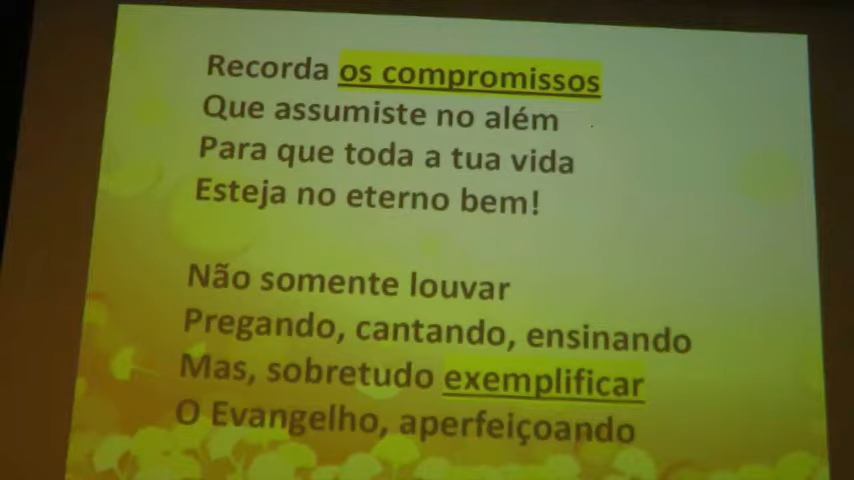 Recorda os compromissos
Que assumiste no além
Para que toda a tua vida
Esteja no eterno bem!
Não somente louvar
Pregando, cantando, ensinando
Mas, sobretudo exemplificar
O Evangelho, aperfeiçoando